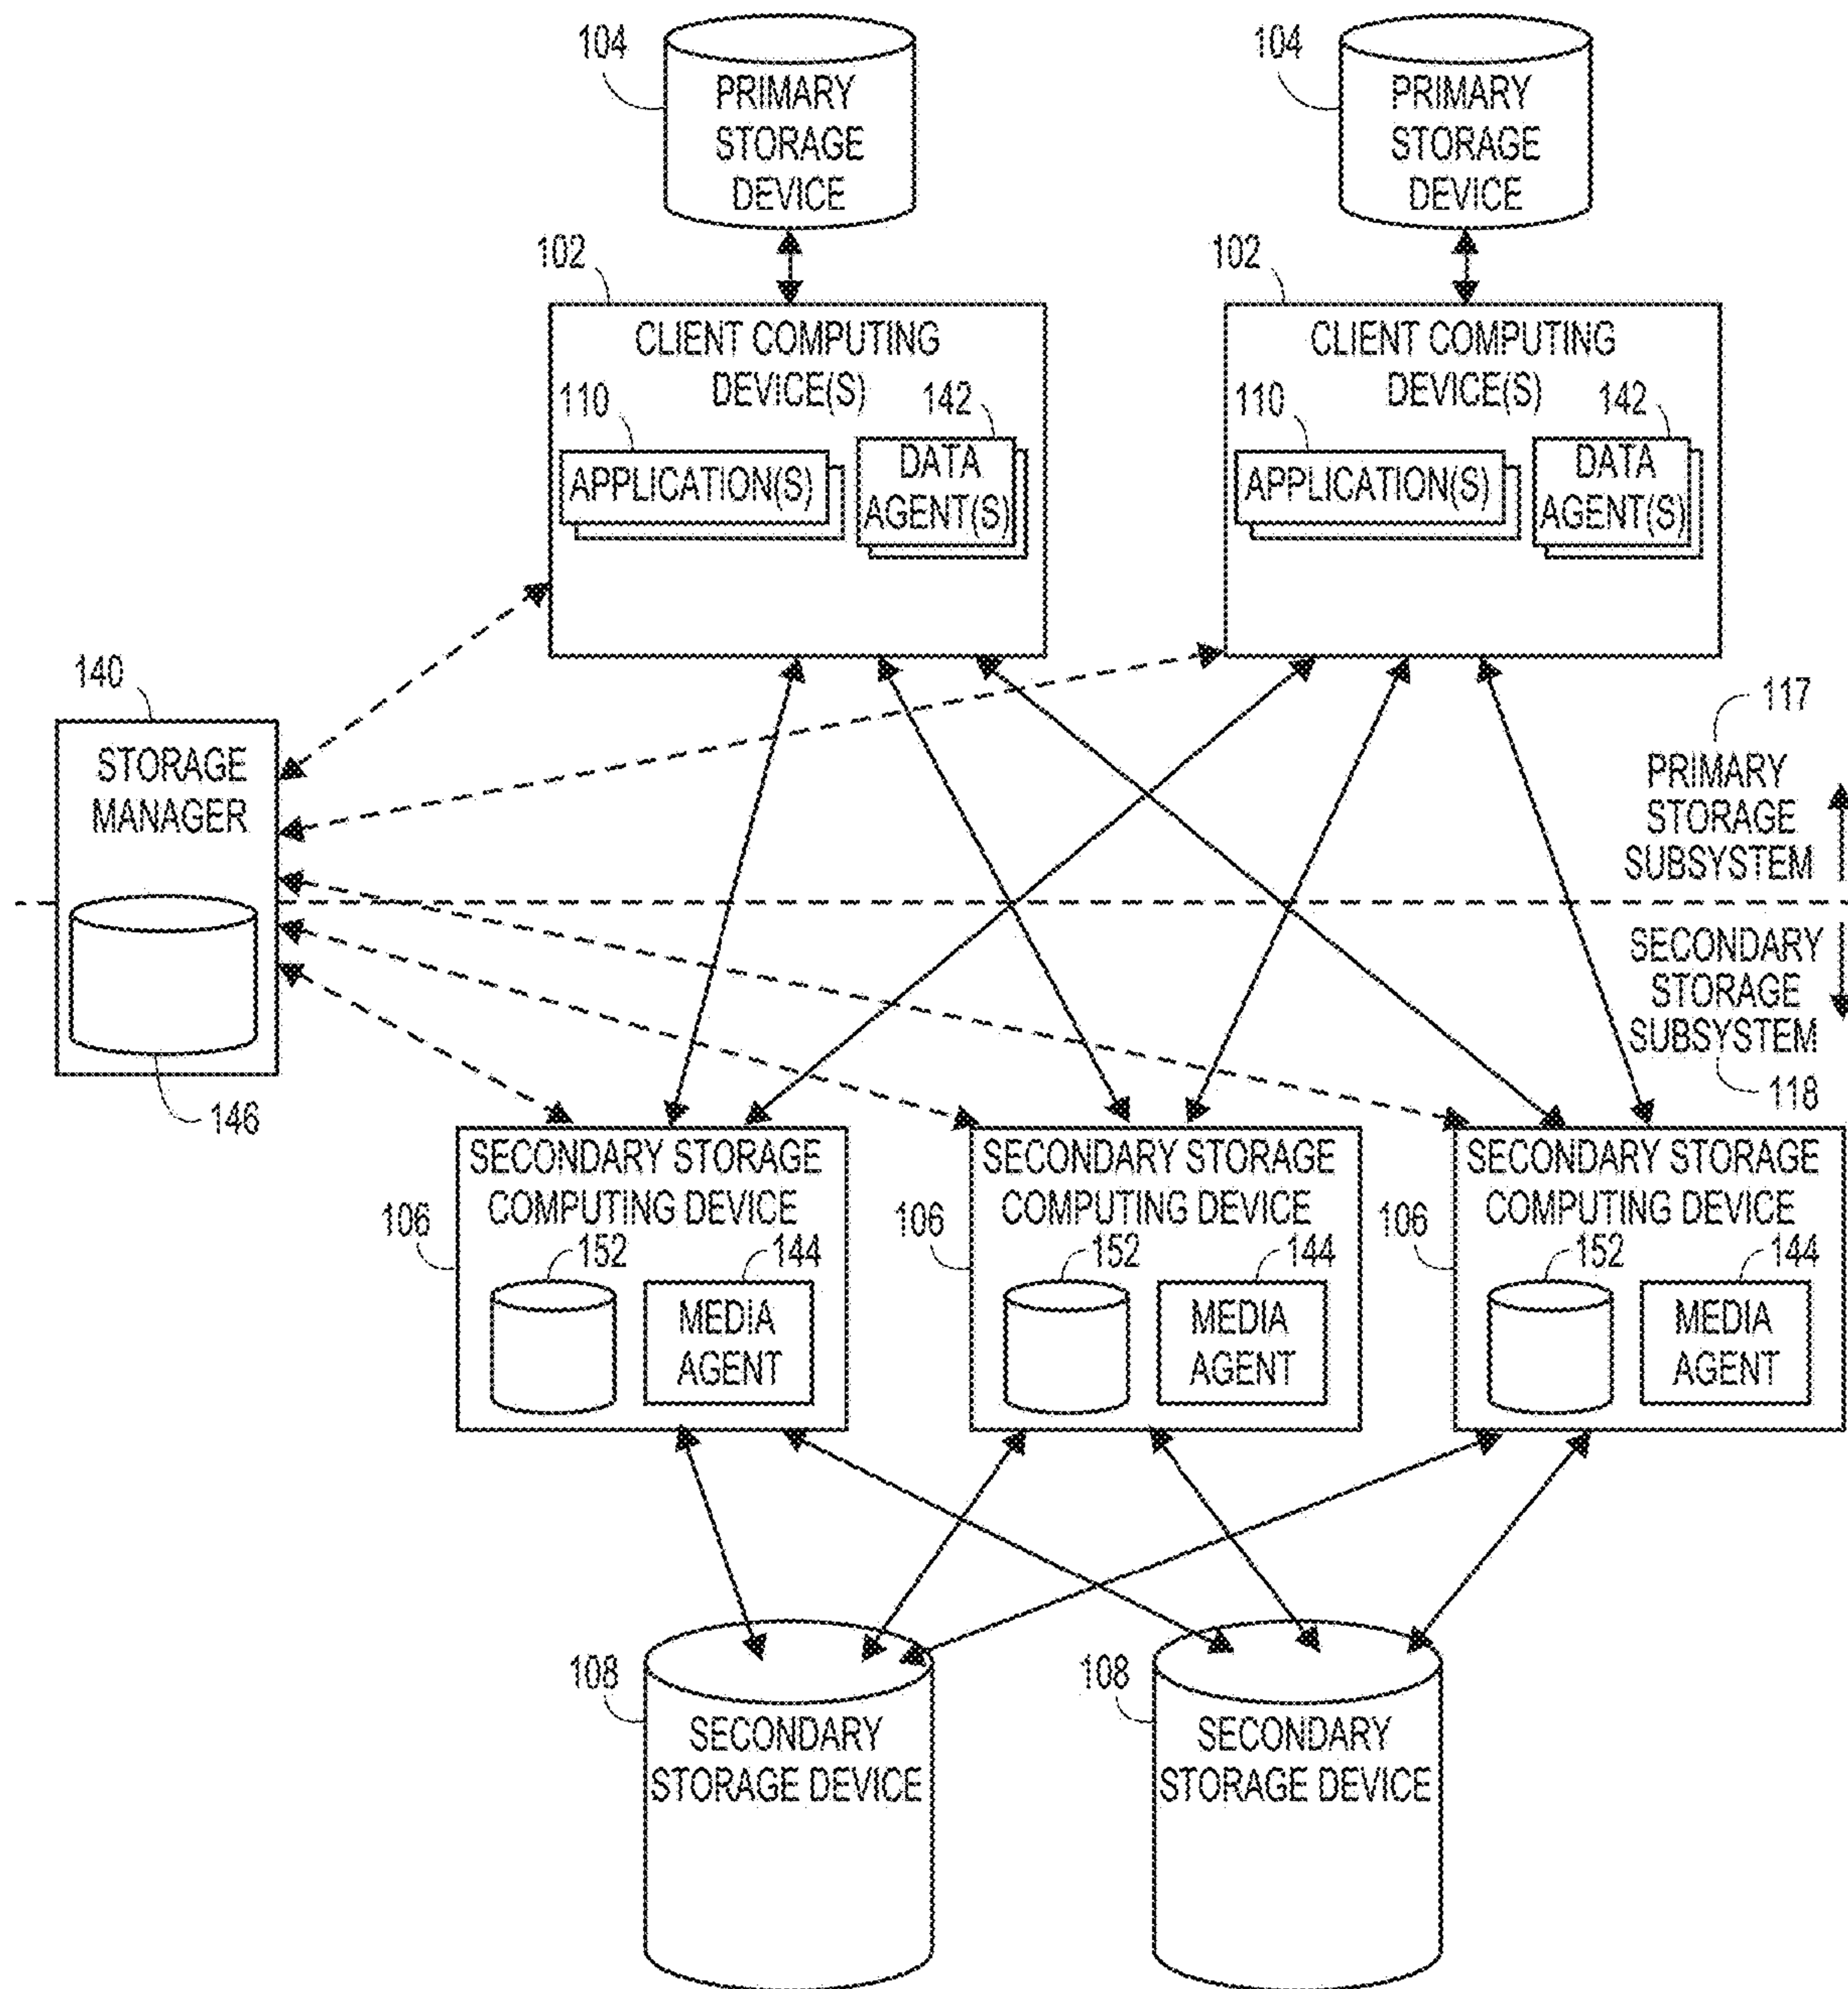 104
PRIMARY
STORAGE
DEVICE
104
PRIMARY
STORAGE
DEVICE
102
CLIENT COMPUTING
DEVICE(S)
110
APPLICATION(S)
142
DATA
AGENT(S)
102
CLIENT COMPUTING
DEVICE(S)
110
APPLICATION(S)
142
DATA
AGENT(S)
140
STORAGE
MANAGER
146
117
PRIMARY
STORAGE
SUBSYSTEM
SECONDARY
STORAGE
SUBSYSTEM
118
106
SECONDARY STORAGE
COMPUTING DEVICE
152
144
MEDIA
AGENT
106
SECONDARY STORAGE
COMPUTING DEVICE
152
144
MEDIA
AGENT
106
SECONDARY STORAGE
COMPUTING DEVICE
152
144
MEDIA
AGENT
108
SECONDARY
STORAGE DEVICE
108
SECONDARY
STORAGE DEVICE